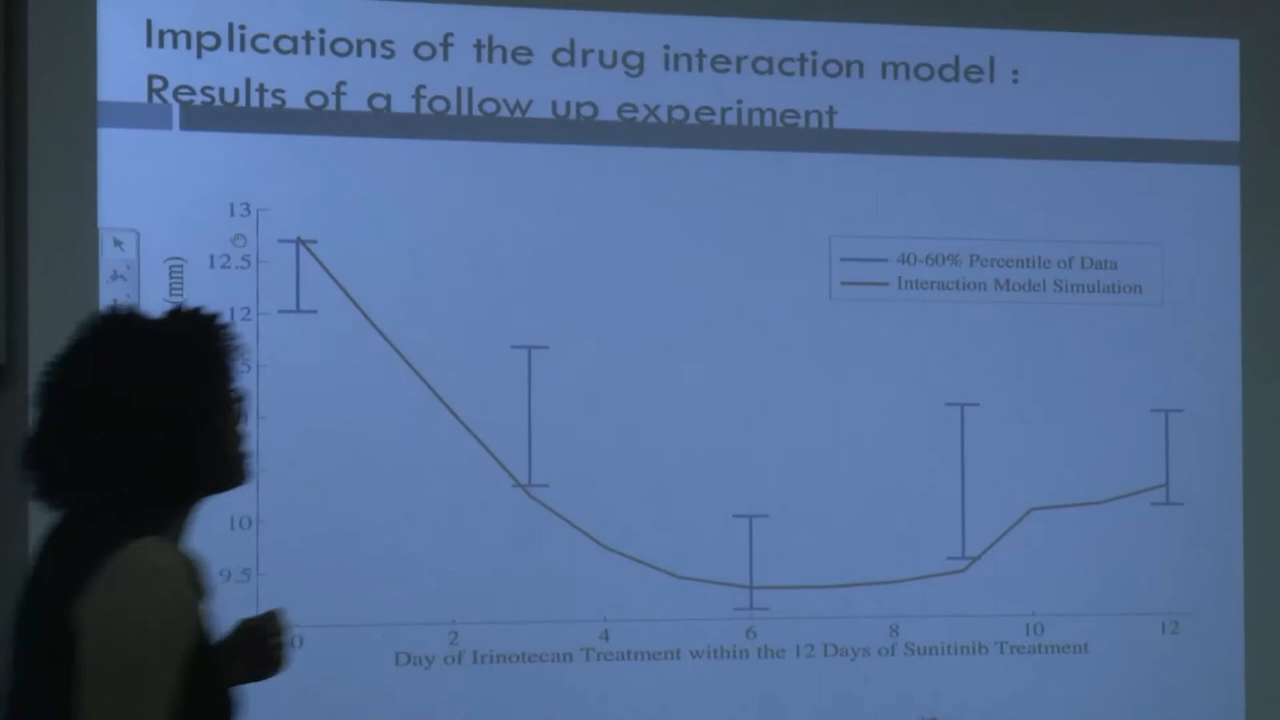 Implications of the drug interaction model :
Results of a follow up experiment
13
12.5
12
5
10
9.5
(mm)
40-60% Percentile of Data
Interaction Model Simulation
0 2 4 6 8 10 12
Day of Irinotecan Treatment within the 12 Days of Sunitinib Treatment